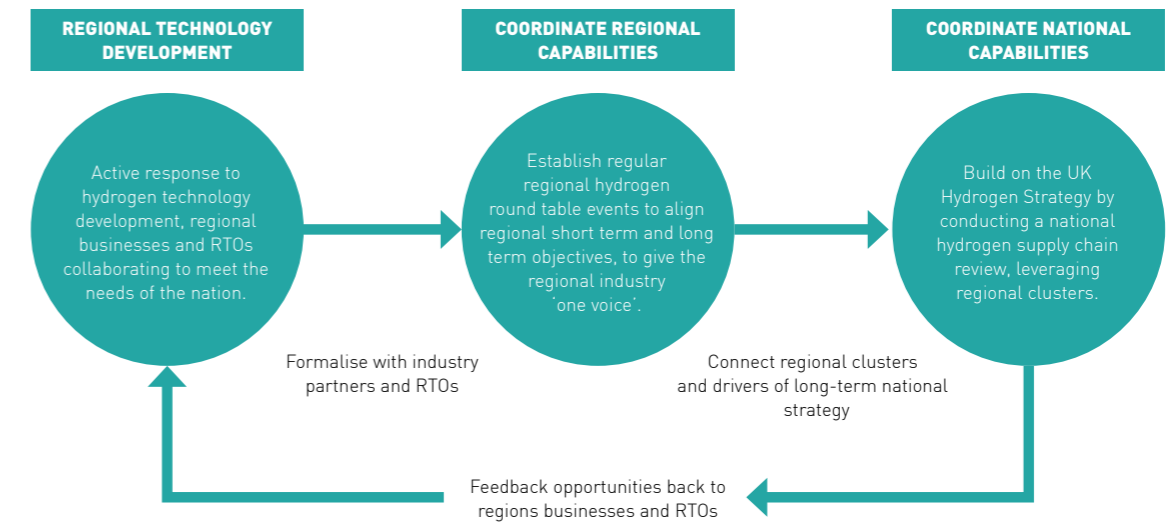 REGIONAL TECHNOLOGY
DEVELOPMENT
COORDINATE REGIONAL
CAPABILITIES
COORDINATE NATIONAL
CAPABILITIES
Active response to
hydrogen technology
development, regional
businesses and RTOs
collaborating to meet the
needs of the nation.
Establish regular
regional hydrogen
round table events to align
regional short term and long
term objectives, to give the
regional industry
‘one voice’.
Build on the UK
Hydrogen Strategy by
conducting a national
hydrogen supply chain
review, leveraging
regional clusters.
Formalise with industry
partners and RTOs
Connect regional clusters
and drivers of long-term national
strategy
Feedback opportunities back to
regions businesses and RTOs